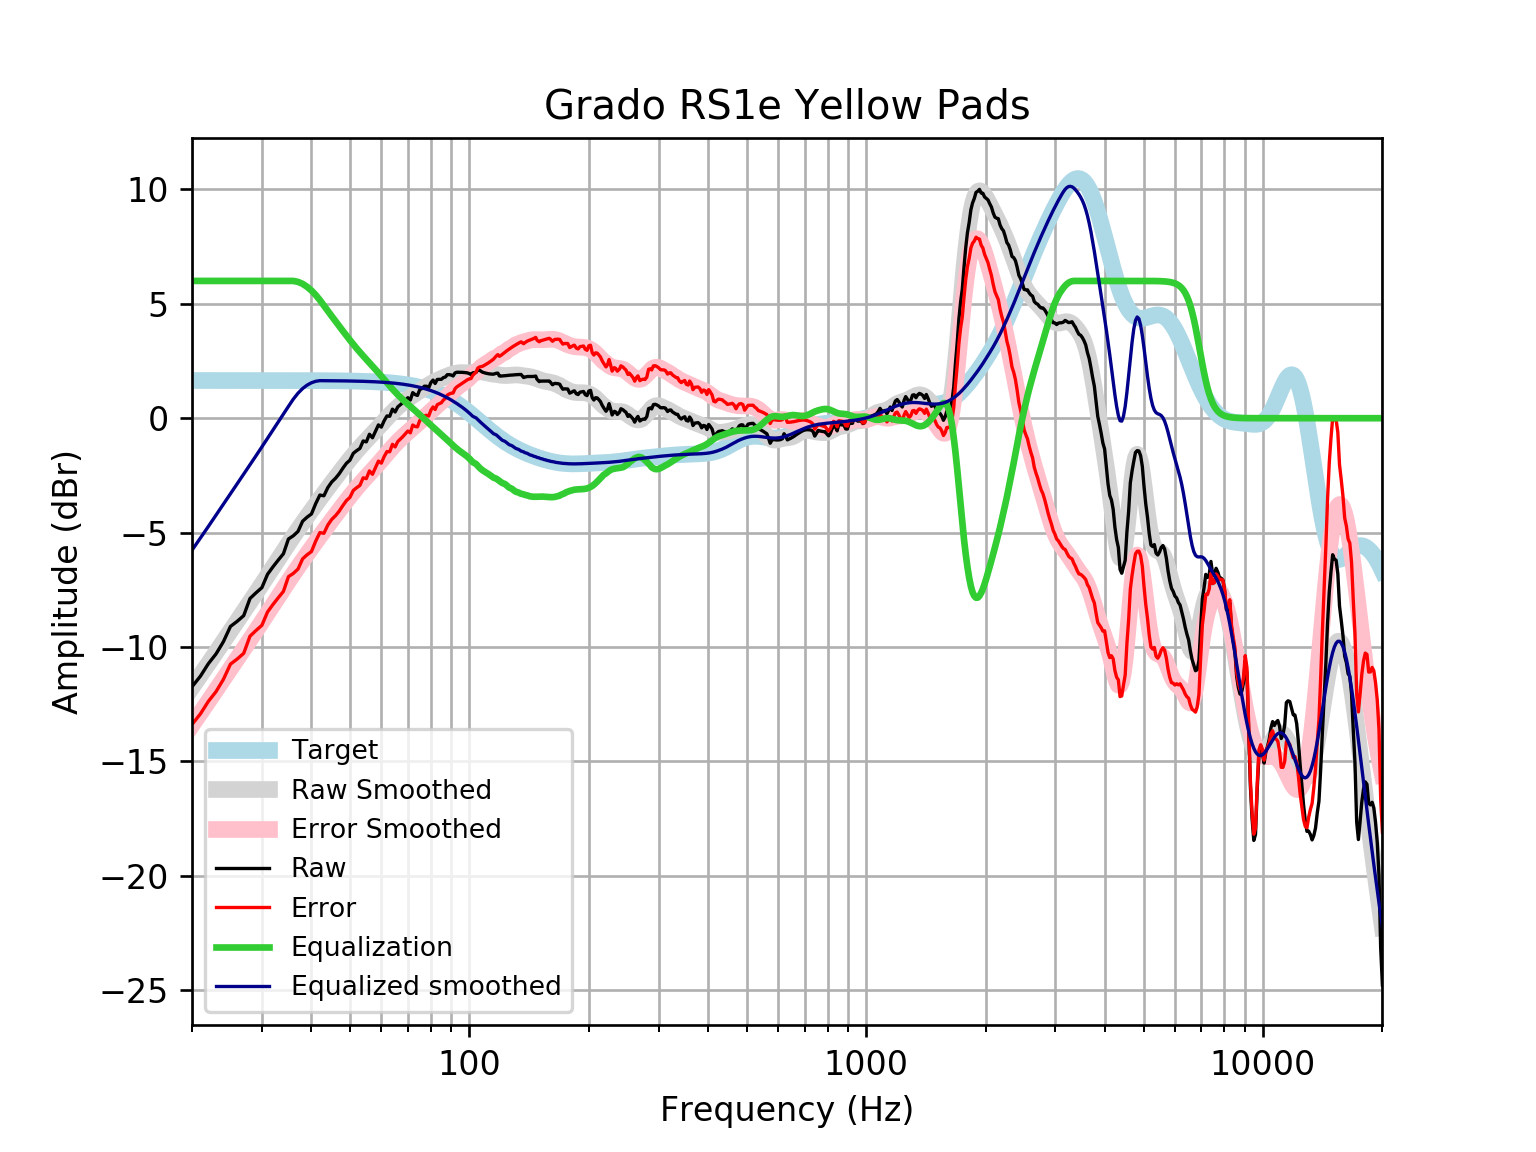 Grado RS1e Yellow Pads
Amplitude (dBr)
10
5
0
−5
−10
−15
−20
−25
Target
Raw Smoothed
Error Smoothed
Raw
Error
Equalization
Equalized smoothed
100
1000
10000
Frequency (Hz)